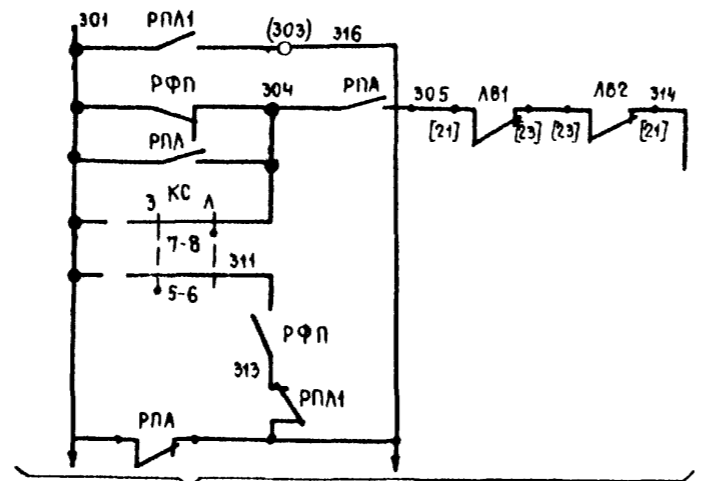 301 РПЛ1 (303) 316
РФП 304 РПА 305 ЛВ1 ЛВ2 314
[21] [23] [23] [21]
РПЛ
КС
З Л
7-8
311
5-6
РФП
313
РПЛ1
РПА